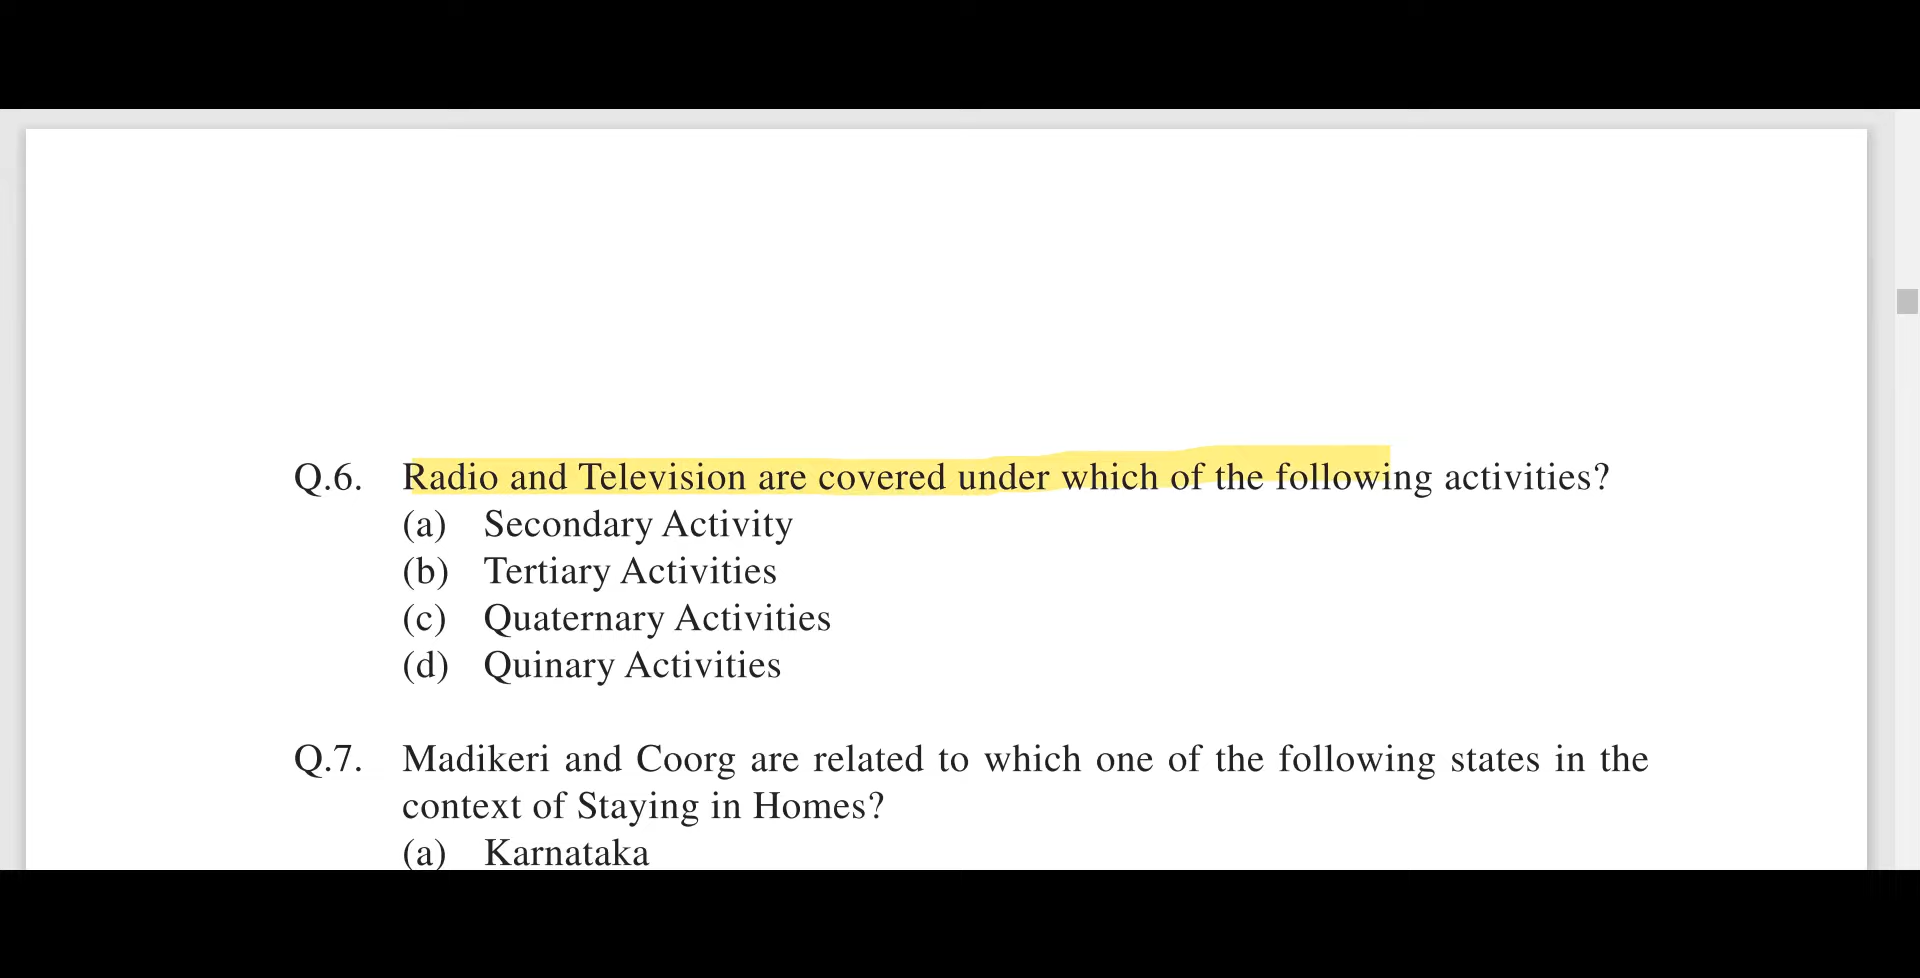 Q.6. Radio and Television are covered under which of the following activities?
(a) Secondary Activity
(b) Tertiary Activities
(c) Quaternary Activities
(d) Quinary Activities
Q.7. Madikeri and Coorg are related to which one of the following states in the
context of Staying in Homes?
(a) Karnataka